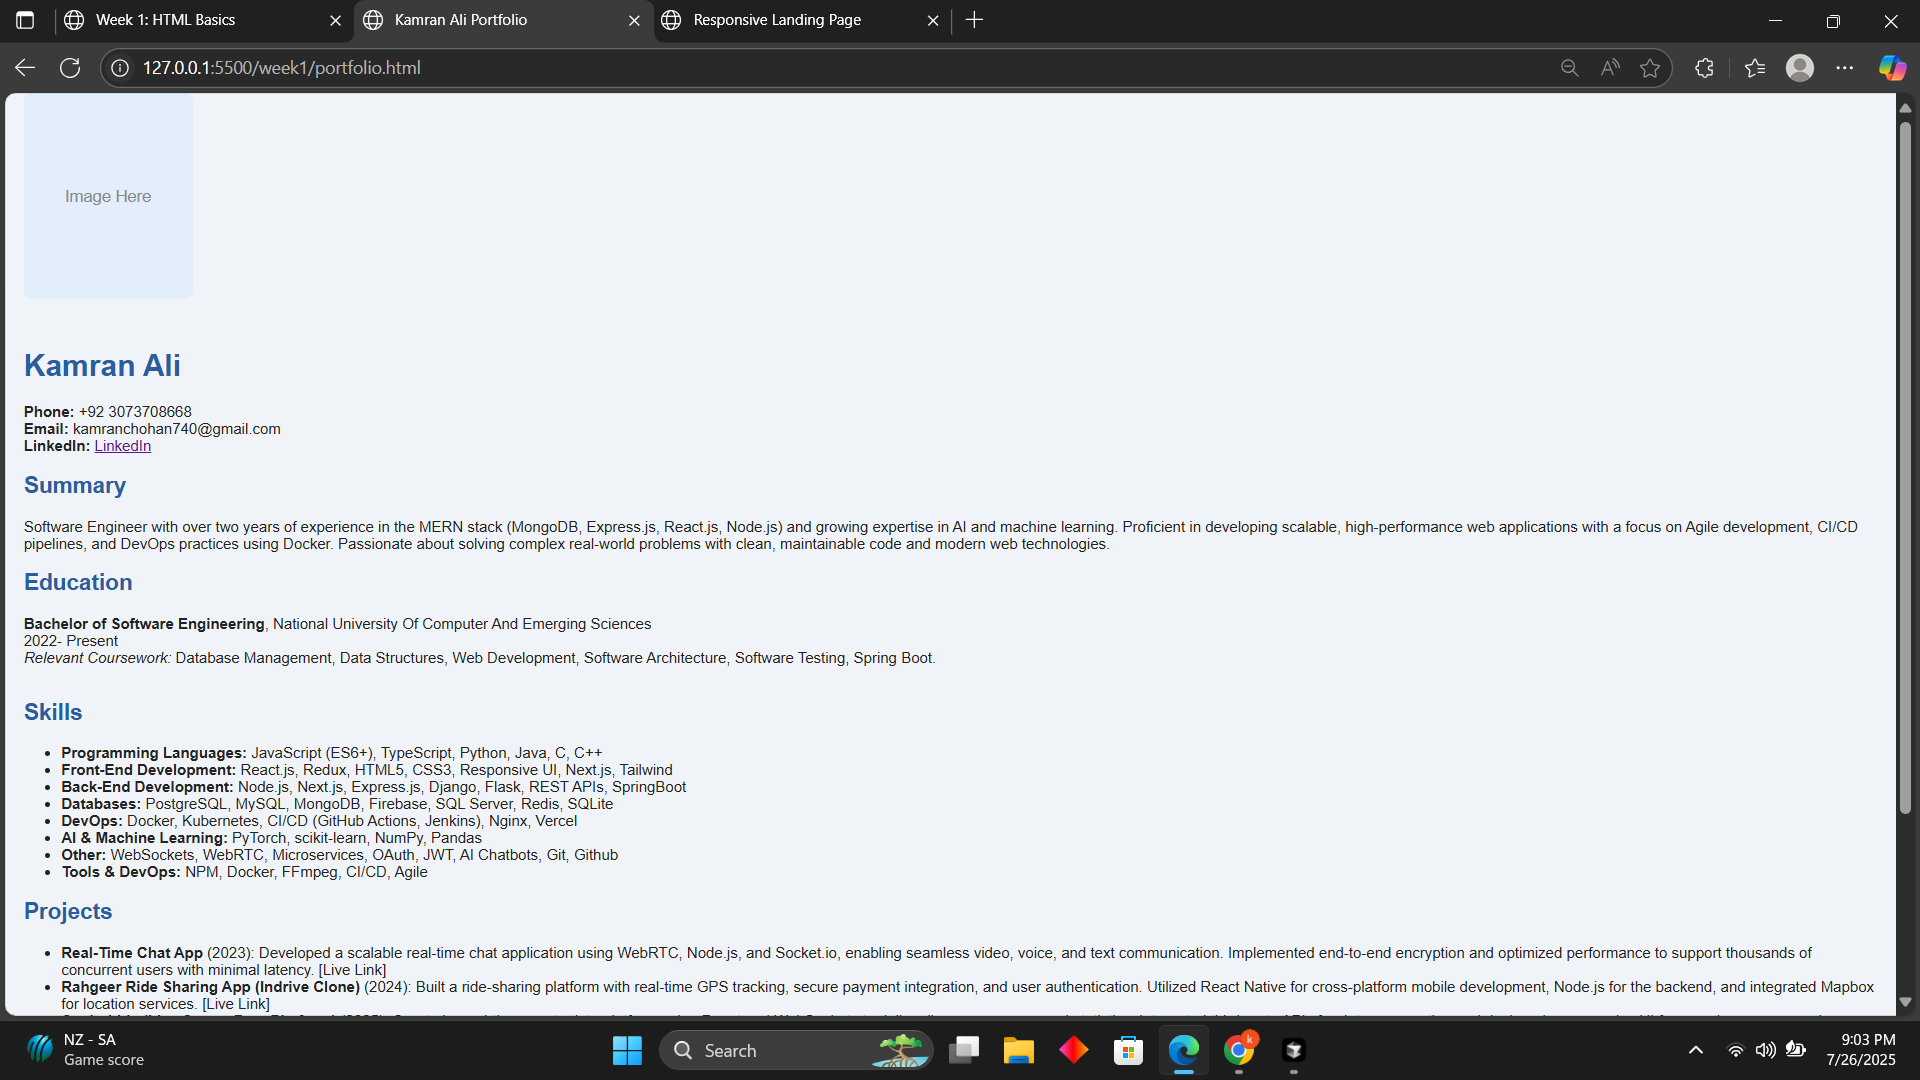 Week 1: HTML Basics
Kamran Ali Portfolio
Responsive Landing Page
127.0.0.1:5500/week1/portfolio.html
Image Here
Kamran Ali
Phone: +92 3073708668
Email: kamranchohan740@gmail.com
LinkedIn: LinkedIn
Summary
Software Engineer with over two years of experience in the MERN stack (MongoDB, Express.js, React.js, Node.js) and growing expertise in AI and machine learning. Proficient in developing scalable, high-performance web applications with a focus on Agile development, CI/CD
pipelines, and DevOps practices using Docker. Passionate about solving complex real-world problems with clean, maintainable code and modern web technologies.
Education
Bachelor of Software Engineering, National University Of Computer And Emerging Sciences
2022- Present
Relevant Coursework: Database Management, Data Structures, Web Development, Software Architecture, Software Testing, Spring Boot.
Skills
• Programming Languages: JavaScript (ES6+), TypeScript, Python, Java, C, C++
• Front-End Development: React.js, Redux, HTML5, CSS3, Responsive UI, Next.js, Tailwind
• Back-End Development: Node.js, Next.js, Express.js, Django, Flask, REST APIs, SpringBoot
• Databases: PostgreSQL, MySQL, MongoDB, Firebase, SQL Server, Redis, SQLite
• DevOps: Docker, Kubernetes, CI/CD (GitHub Actions, Jenkins), Nginx, Vercel
• AI & Machine Learning: PyTorch, scikit-learn, NumPy, Pandas
• Other: WebSockets, WebRTC, Microservices, OAuth, JWT, AI Chatbots, Git, Github
• Tools & DevOps: NPM, Docker, FFmpeg, CI/CD, Agile
Projects
• Real-Time Chat App (2023): Developed a scalable real-time chat application using WebRTC, Node.js, and Socket.io, enabling seamless video, voice, and text communication. Implemented end-to-end encryption and optimized performance to support thousands of
concurrent users with minimal latency. [Live Link]
• Rahgeer Ride Sharing App (Indrive Clone) (2024): Built a ride-sharing platform with real-time GPS tracking, secure payment integration, and user authentication. Utilized React Native for cross-platform mobile development, Node.js for the backend, and integrated Mapbox
for location services. [Live Link]
NZ - SA
Game score
Search
k
9:03 PM
7/26/2025